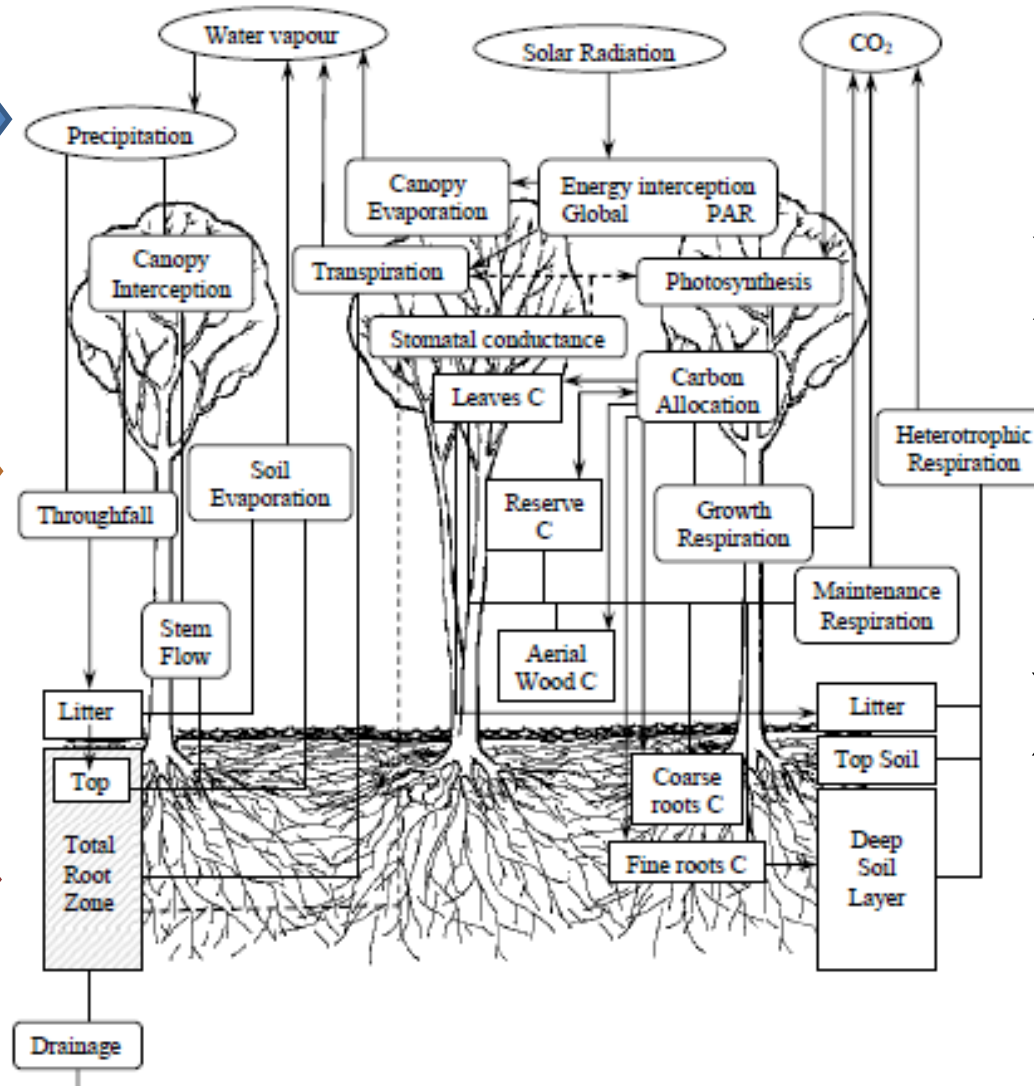 Water vapour
Solar Radiation
CO₂
Precipitation
Canopy
Evaporation
Energy interception
Global PAR
Canopy
Interception
Transpiration
Photosynthesis
Stomatal conductance
Leaves C
Carbon
Allocation
Heterotrophic
Respiration
Soil
Evaporation
Throughfall
Reserve
C
Growth
Respiration
Maintenance
Respiration
Stem
Flow
Aerial
Wood C
Litter
Litter
Top
Top Soil
Coarse
roots C
Total
Root
Zone
Fine roots C
Deep
Soil
Layer
Drainage